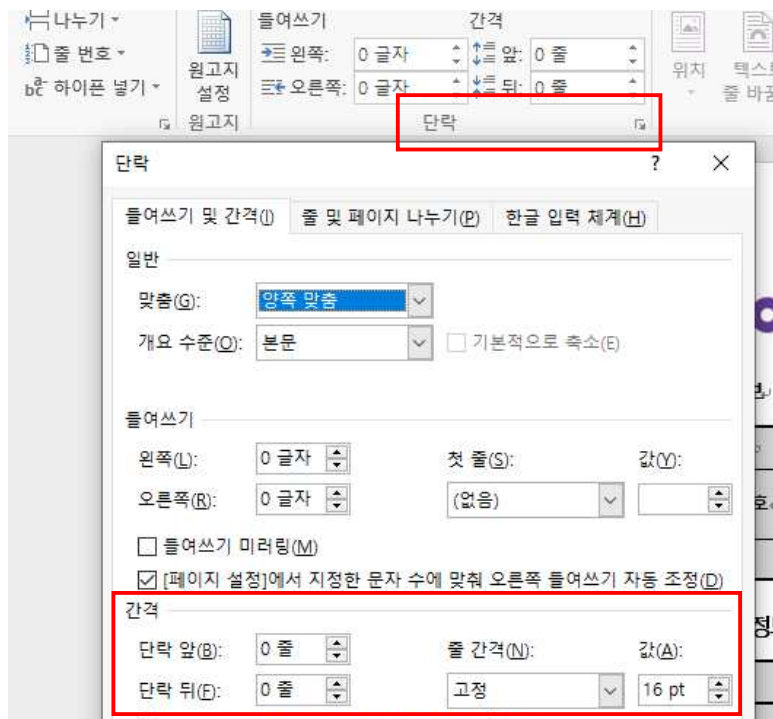 나누기 들여쓰기 간격
줄 번호 왼쪽: 0 글자 앞: 0 줄
bc 하이픈 넣기 원고지 설정 오른쪽: 0 글자 뒤: 0 줄 위치
원고지 단락
단락 ? ×
들여쓰기 및 간격(I) 줄 및 페이지 나누기(P) 한글 입력 체계(H)
일반
맞춤(G): 양쪽 맞춤
개요 수준(O): 본문 기본적으로 축소(E)
들여쓰기
왼쪽(L): 0 글자 첫 줄(S): 값(Y):
오른쪽(R): 0 글자 (없음)
들여쓰기 미러링(M)
[페이지 설정]에서 지정한 문자 수에 맞춰 오른쪽 들여쓰기 자동 조정(D)
간격
단락 앞(B): 0 줄 줄 간격(N): 값(A):
단락 뒤(F): 0 줄 고정 16 pt